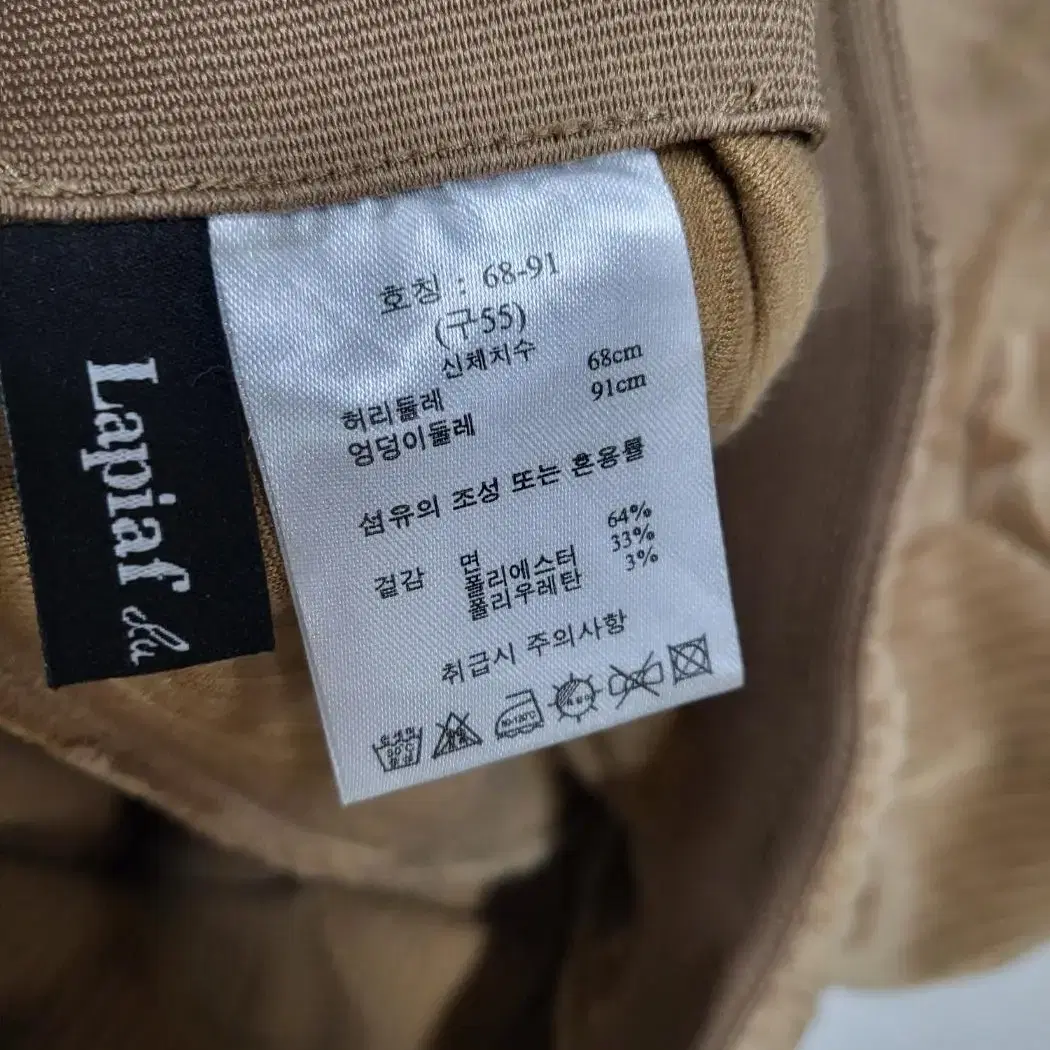 Lapiaf
호칭 : 68-91
(구55)
신체치수
허리둘레 68cm
엉덩이둘레 91cm
섬유의 조성 또는 혼용률
겉감 면 64%
폴리에스터 33%
폴리우레탄 3%
취급시 주의사항